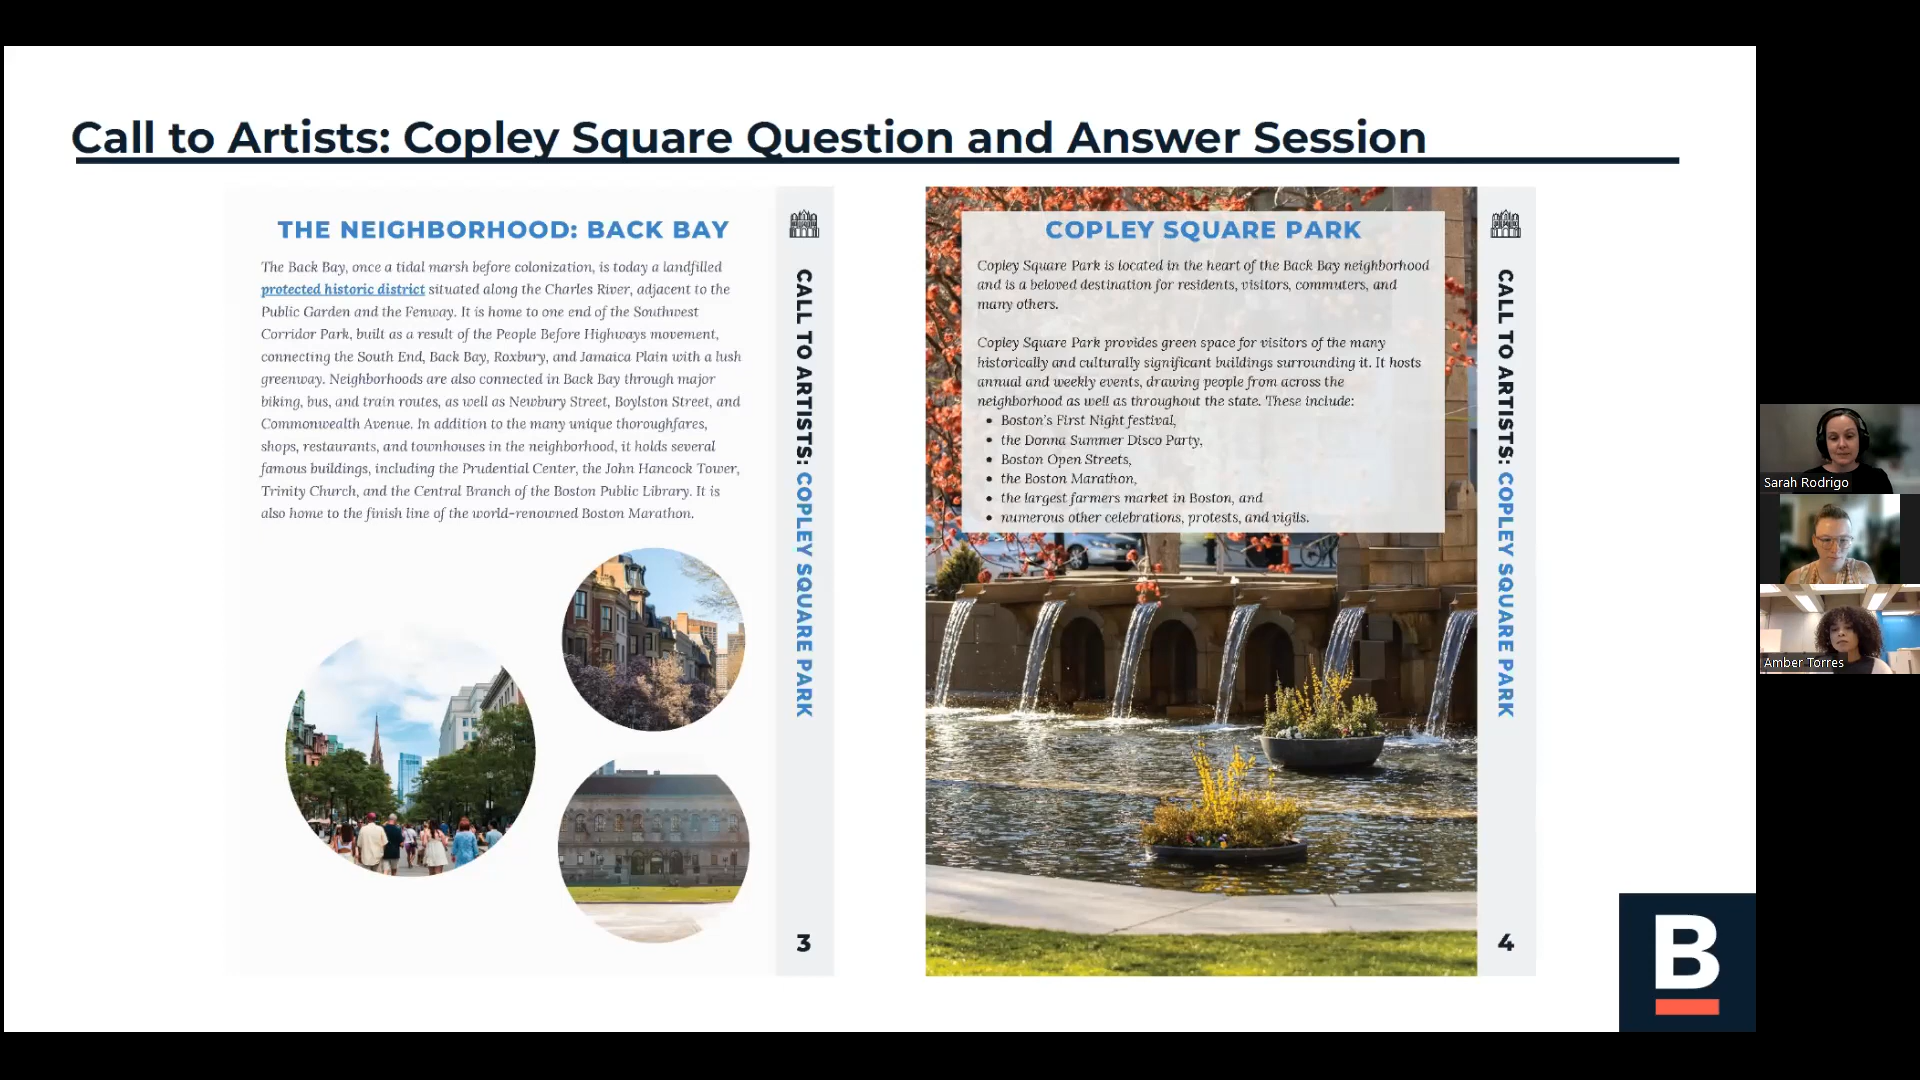 Call to Artists: Copley Square Question and Answer Session
THE NEIGHBORHOOD: BACK BAY
The Back Bay, once a tidal marsh before colonization, is today a landfilled
protected historic district situated along the Charles River, adjacent to the
Public Garden and the Fenway. It is home to one end of the Southwest
Corridor Park, built as a result of the People Before Highways movement,
connecting the South End, Back Bay, Roxbury, and Jamaica Plain with a lush
greenway. Neighborhoods are also connected in Back Bay through major
biking, bus, and train routes, as well as Newbury Street, Boylston Street, and
Commonwealth Avenue. In addition to the many unique thoroughfares,
shops, restaurants, and townhouses in the neighborhood, it holds several
famous buildings, including the Prudential Center, the John Hancock Tower,
Trinity Church, and the Central Branch of the Boston Public Library. It is
also home to the finish line of the world-renowned Boston Marathon.
CALL TO ARTISTS: COPLEY SQUARE PARK
3
COPLEY SQUARE PARK
Copley Square Park is located in the heart of the Back Bay neighborhood
and is a beloved destination for residents, visitors, commuters, and
many others.
Copley Square Park provides green space for visitors of the many
historically and culturally significant buildings surrounding it. It hosts
annual and weekly events, drawing people from across the
neighborhood as well as throughout the state. These include:
• Boston's First Night festival,
• the Donna Summer Disco Party,
• Boston Open Streets,
• the Boston Marathon,
• the largest farmers market in Boston, and
• numerous other celebrations, protests, and vigils.
CALL TO ARTISTS: COPLEY SQUARE PARK
4
B
Sarah Rodrigo
Amber Torres